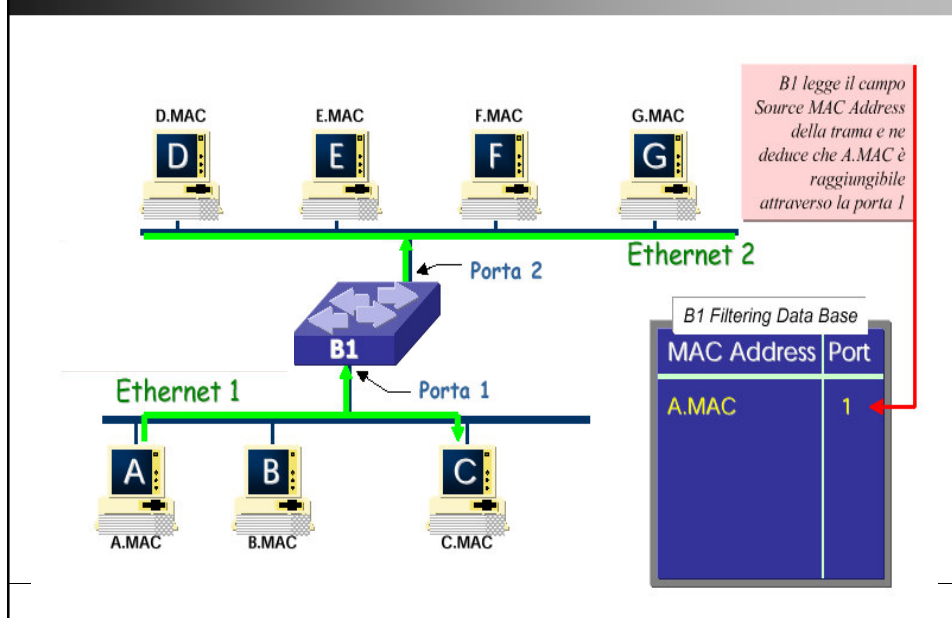 B1 legge il campo
Source MAC Address
della trama e ne
deduce che A.MAC è
raggiungibile
attraverso la porta 1
D.MAC
E.MAC
F.MAC
G.MAC
D
E
F
G
Ethernet 2
Porta 2
B1
Ethernet 1
Porta 1
A
B
C
A.MAC
B.MAC
C.MAC
B1 Filtering Data Base
MAC Address Port
A.MAC 1